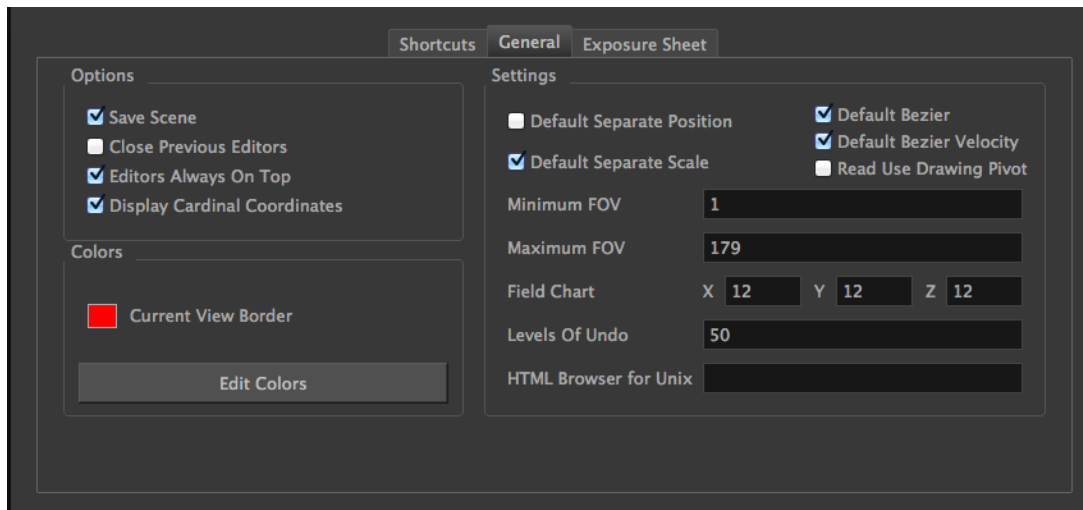 Shortcuts General Exposure Sheet
Options
Save Scene
Close Previous Editors
Editors Always On Top
Display Cardinal Coordinates
Colors
Current View Border
Edit Colors
Settings
Default Separate Position
Default Separate Scale
Default Bezier
Default Bezier Velocity
Read Use Drawing Pivot
Minimum FOV 1
Maximum FOV 179
Field Chart X 12 Y 12 Z 12
Levels Of Undo 50
HTML Browser for Unix